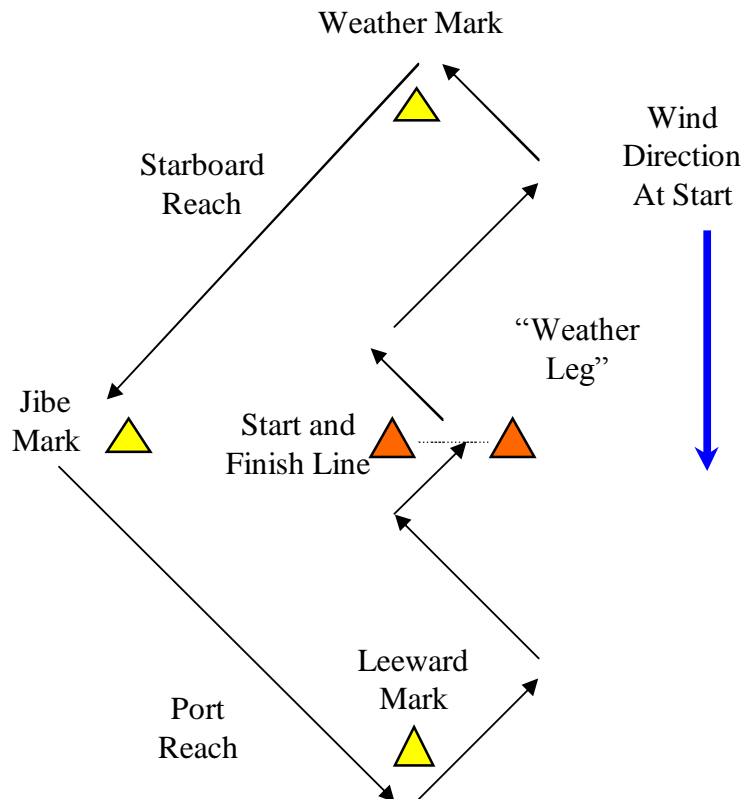 Weather Mark
Wind
Direction
At Start
Starboard
Reach
“Weather
Leg”
Jibe
Mark
Start and
Finish Line
Leeward
Mark
Port
Reach